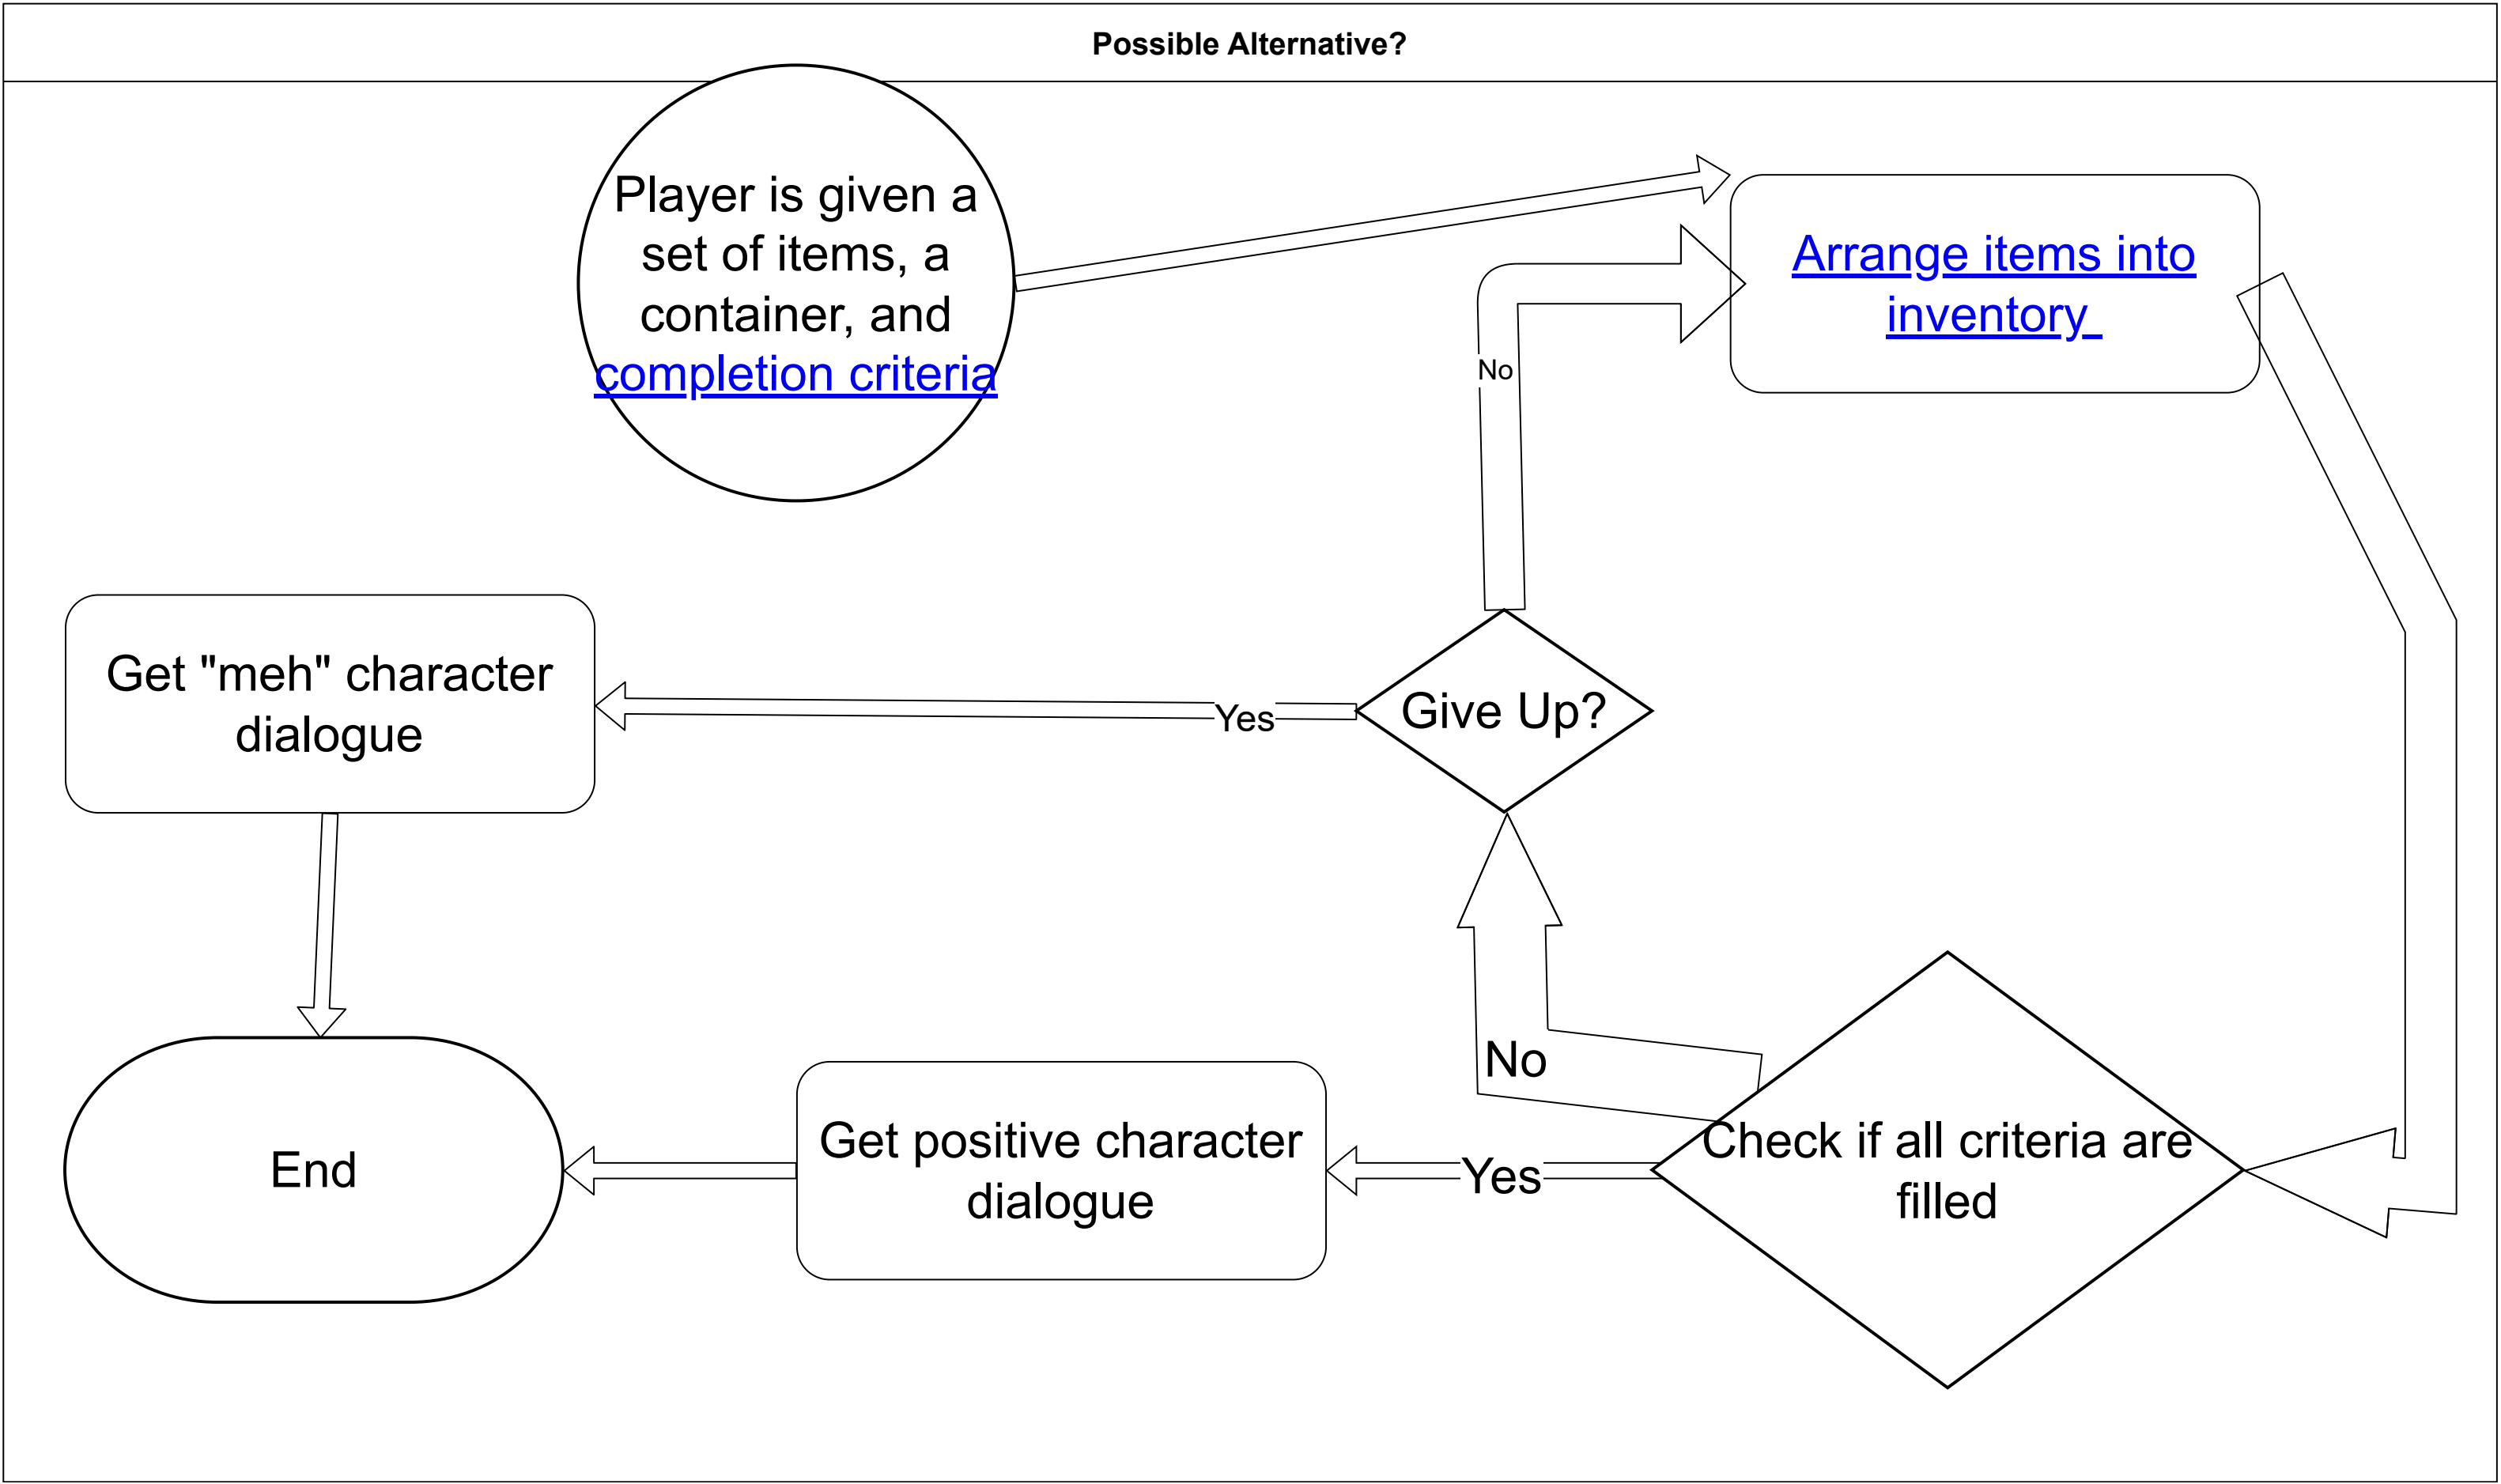 Possible Alternative?
Player is given a
set of items, a
container, and
completion criteria
Arrange items into
inventory
No
Get "meh" character
dialogue
Yes
Give Up?
No
End
Get positive character
dialogue
Yes
Check if all criteria are
filled